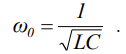 ω₀ = 1/√LC .